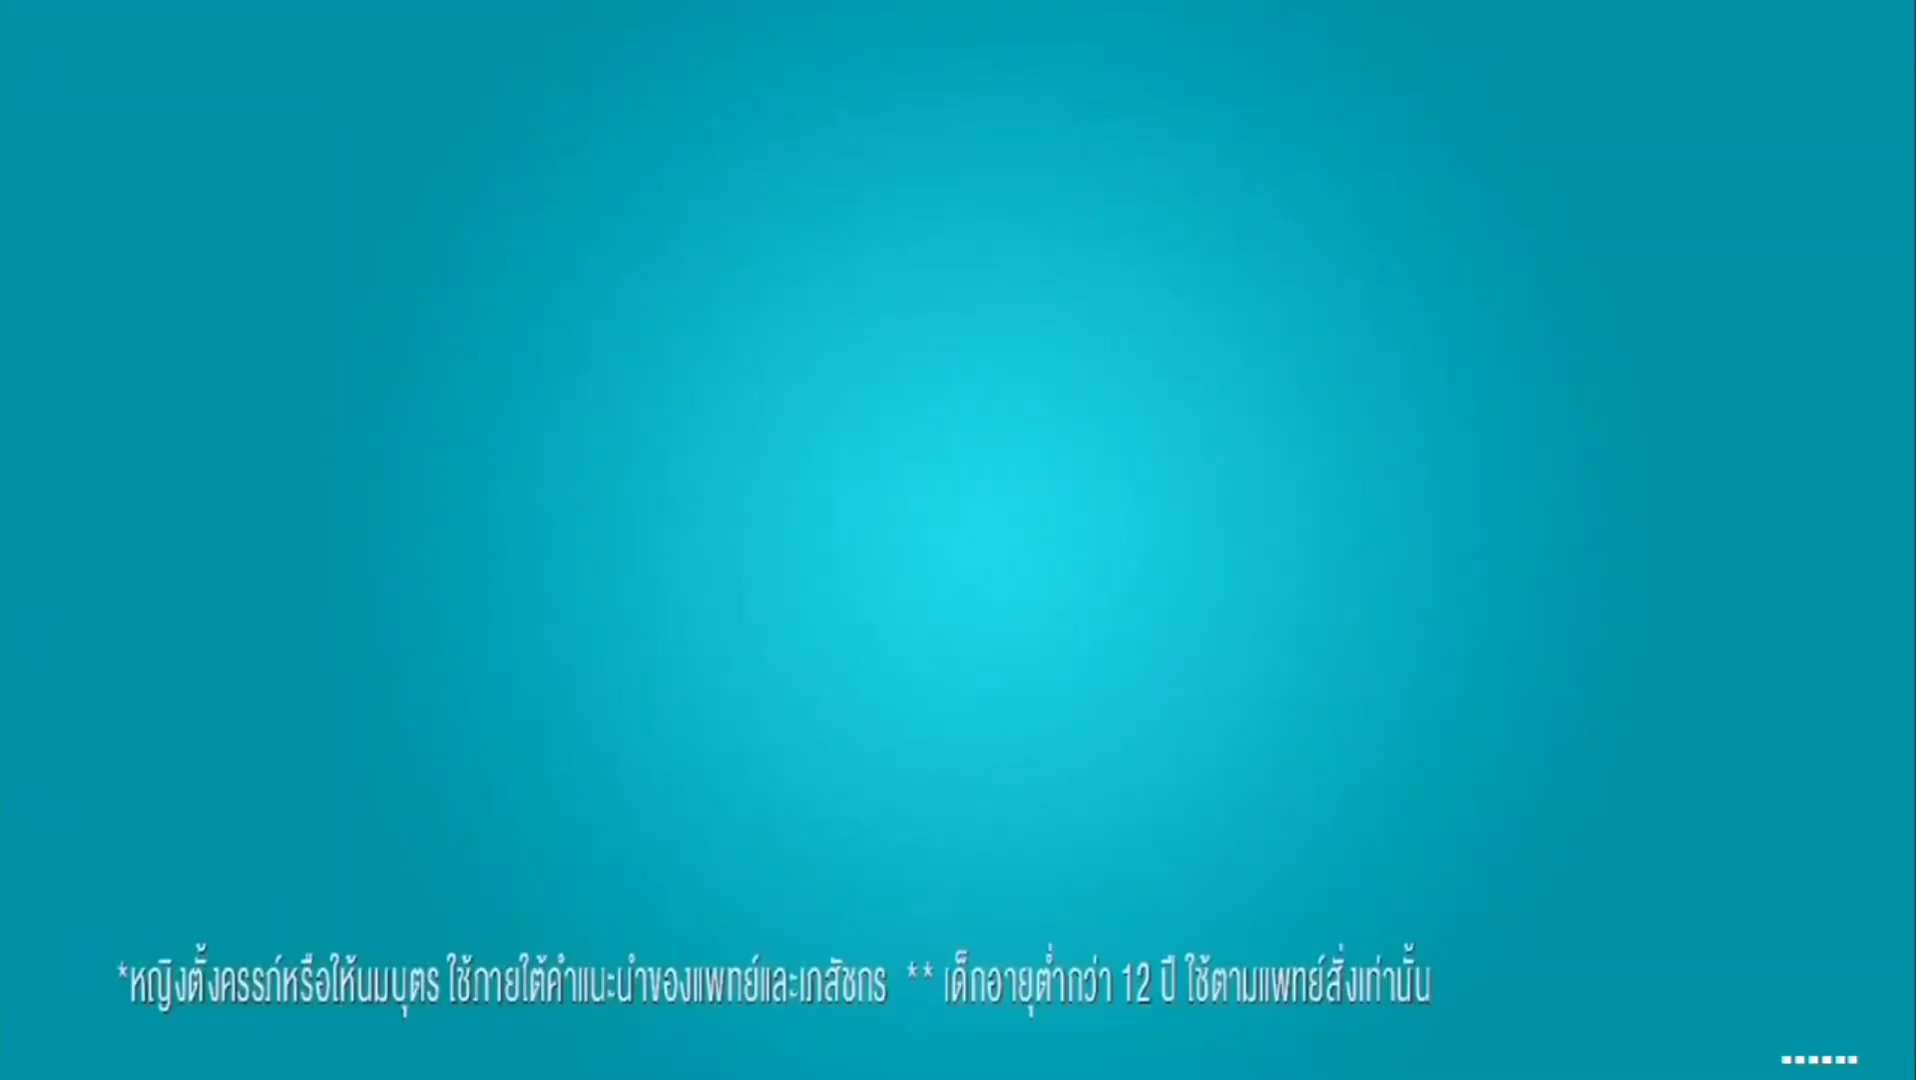 *หญิงตั้งครรภ์หรือให้นมบุตร ใช้ภายใต้คำแนะนำของแพทย์และเภสัชกร ** เด็กอายุต่ำกว่า 12 ปี ใช้ตามแพทย์สั่งเท่านั้น